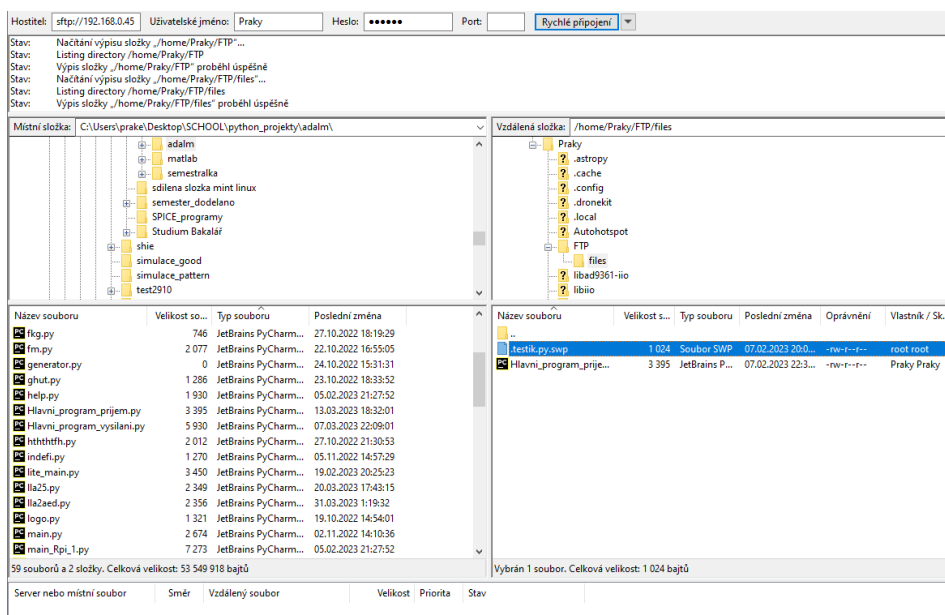 Hostitel: sftp://192.168.0.45 Uživatelské jméno: Praky Heslo: ●●●●●● Port: Rychlé připojení
Stav: Načítání výpisu složky „/home/Praky/FTP“...
Stav: Listing directory /home/Praky/FTP
Stav: Výpis složky „/home/Praky/FTP“ proběhl úspěšně
Stav: Načítání výpisu složky „/home/Praky/FTP/files“...
Stav: Listing directory /home/Praky/FTP/files
Stav: Výpis složky „/home/Praky/FTP/files“ proběhl úspěšně
Místní složka: C:\Users\prake\Desktop\SCHOOL\python_projekty\adalm\
adalm
matlab
semestralka
sdilena slozka mint linux
semester_dodelano
SPICE_programy
Studium Bakalář
shie
simulace_good
simulace_pattern
test2910
Název souboru Velikost so... Typ souboru Poslední změna
fkg.py 746 JetBrains PyCharm... 27.10.2022 18:19:29
fm.py 2 077 JetBrains PyCharm... 22.10.2022 16:55:05
generator.py 0 JetBrains PyCharm... 24.10.2022 15:31:31
ghut.py 1 286 JetBrains PyCharm... 23.10.2022 18:33:52
help.py 1 930 JetBrains PyCharm... 05.02.2023 21:27:52
Hlavni_program_prijem.py 3 395 JetBrains PyCharm... 13.03.2023 18:32:01
Hlavni_program_vysilani.py 5 930 JetBrains PyCharm... 07.03.2023 22:09:01
hththtfh.py 2 012 JetBrains PyCharm... 27.10.2022 21:30:53
indefi.py 1 270 JetBrains PyCharm... 05.11.2022 14:57:29
lite_main.py 3 450 JetBrains PyCharm... 19.02.2023 20:25:23
lla25.py 2 349 JetBrains PyCharm... 20.03.2023 17:43:15
lla2aed.py 2 356 JetBrains PyCharm... 31.03.2023 1:19:32
logo.py 1 321 JetBrains PyCharm... 19.10.2022 14:54:01
main.py 2 674 JetBrains PyCharm... 02.11.2022 14:10:36
main_Rpi_1.py 7 273 JetBrains PyCharm... 05.02.2023 21:27:52
59 souborů a 2 složky. Celková velikost: 53 549 918 bajtů
Vzdálená složka: /home/Praky/FTP/files
Praky
.astropy
.cache
.config
.dronekit
.local
Autohotspot
FTP
files
libad9361-iio
libiio
Název souboru Velikost s... Typ souboru Poslední změna Oprávnění Vlastník / Sk.
..
.testik.py.swp 1 024 Soubor SWP 07.02.2023 20:0... -rw-r--r-- root root
Hlavni_program_prije... 3 395 JetBrains P... 07.02.2023 22:3... -rw-r--r-- Praky Praky
Vybrán 1 soubor. Celková velikost: 1 024 bajtů
Server nebo místní soubor Směr Vzdálený soubor Velikost Priorita Stav